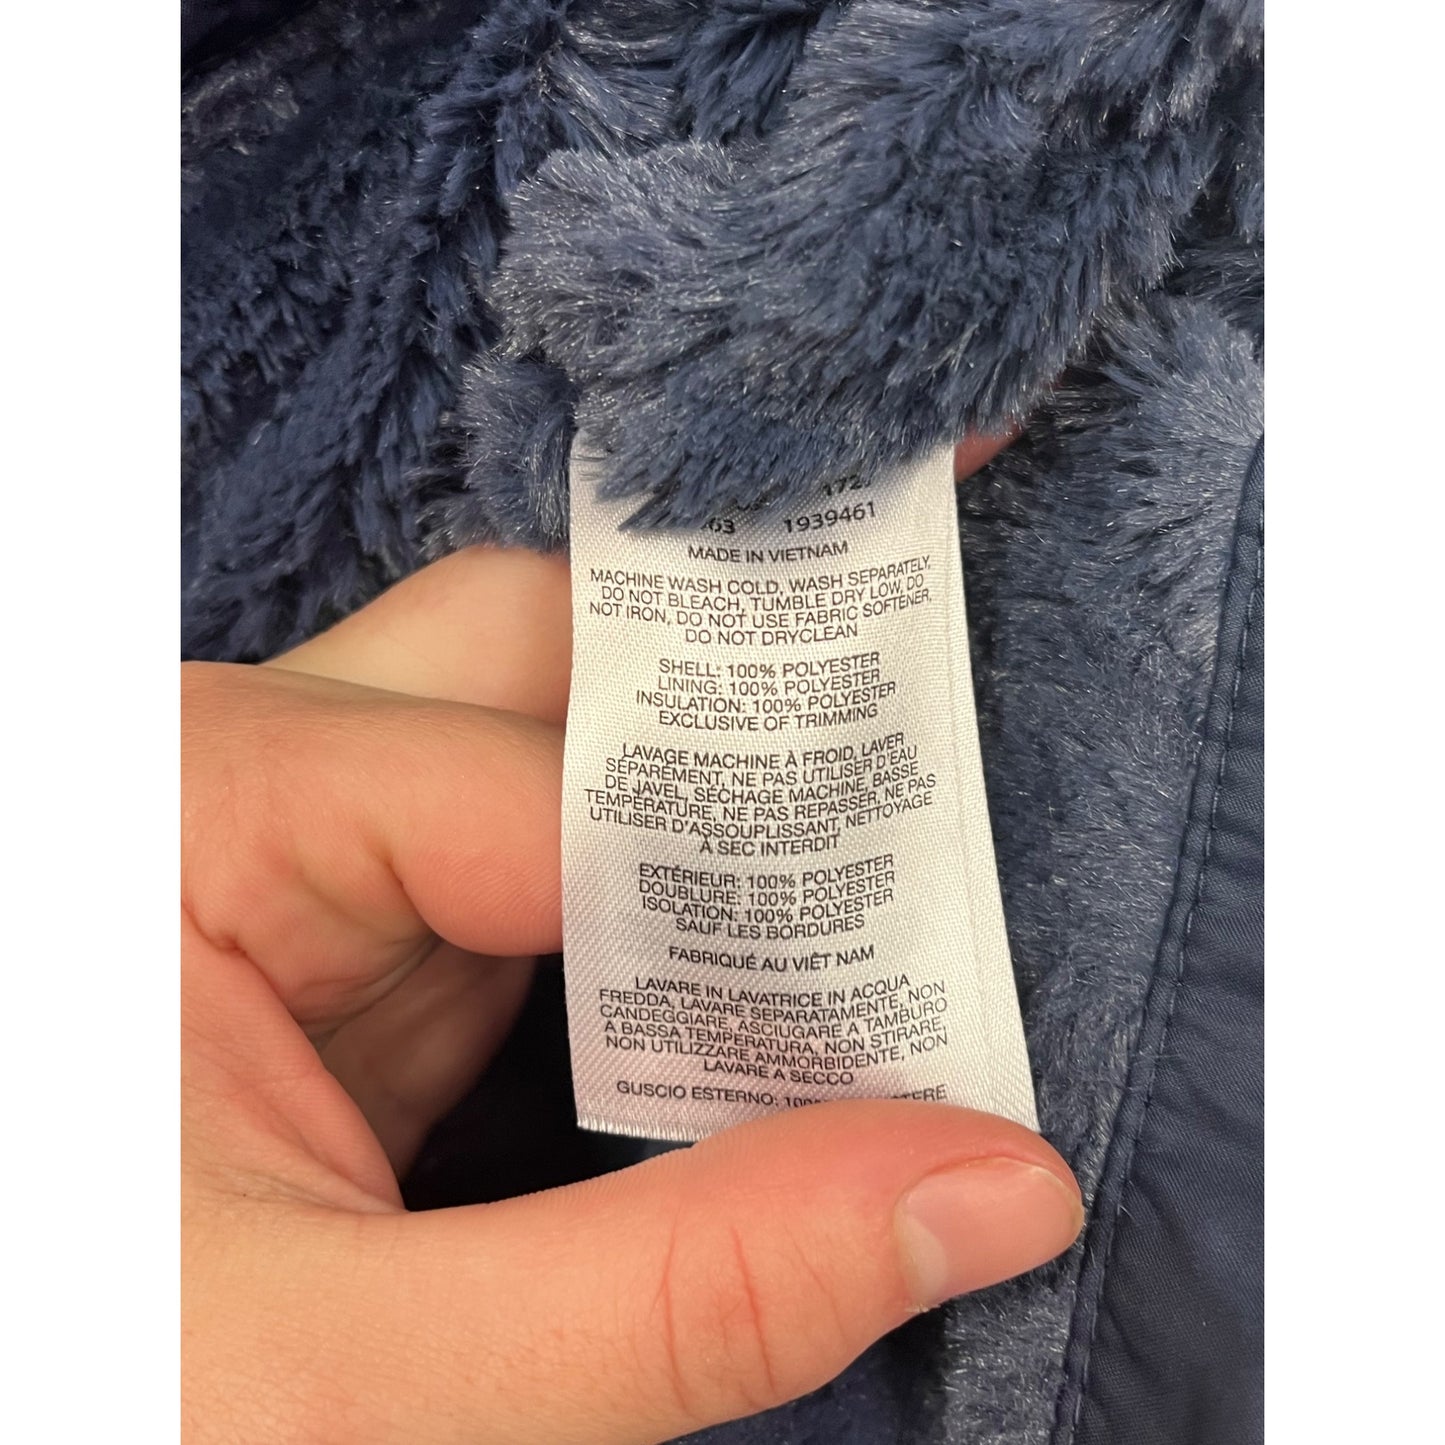 1939461
MADE IN VIETNAM
MACHINE WASH COLD, WASH SEPARATELY,
DO NOT BLEACH, TUMBLE DRY LOW, DO
NOT IRON, DO NOT USE FABRIC SOFTENER,
DO NOT DRYCLEAN
SHELL: 100% POLYESTER
LINING: 100% POLYESTER
INSULATION: 100% POLYESTER
EXCLUSIVE OF TRIMMING
LAVAGE MACHINE À FROID, LAVER
SÉPARÉMENT, NE PAS UTILISER D'EAU
DE JAVEL, SÉCHAGE MACHINE, BASSE
TEMPÉRATURE, NE PAS REPASSER, NE PAS
UTILISER D'ASSOUPLISSANT, NETTOYAGE
À SEC INTERDIT
EXTÉRIEUR: 100% POLYESTER
DOUBLURE: 100% POLYESTER
ISOLATION: 100% POLYESTER
SAUF LES BORDURES
FABRIQUÉ AU VIÊT NAM
LAVARE IN LAVATRICE IN ACQUA
FREDDA, LAVARE SEPARATAMENTE, NON
CANDEGGIARE, ASCIUGARE A TAMBURO
A BASSA TEMPERATURA, NON STIRARE,
NON UTILIZZARE AMMORBIDENTE, NON
LAVARE A SECCO
GUSCIO ESTERNO: